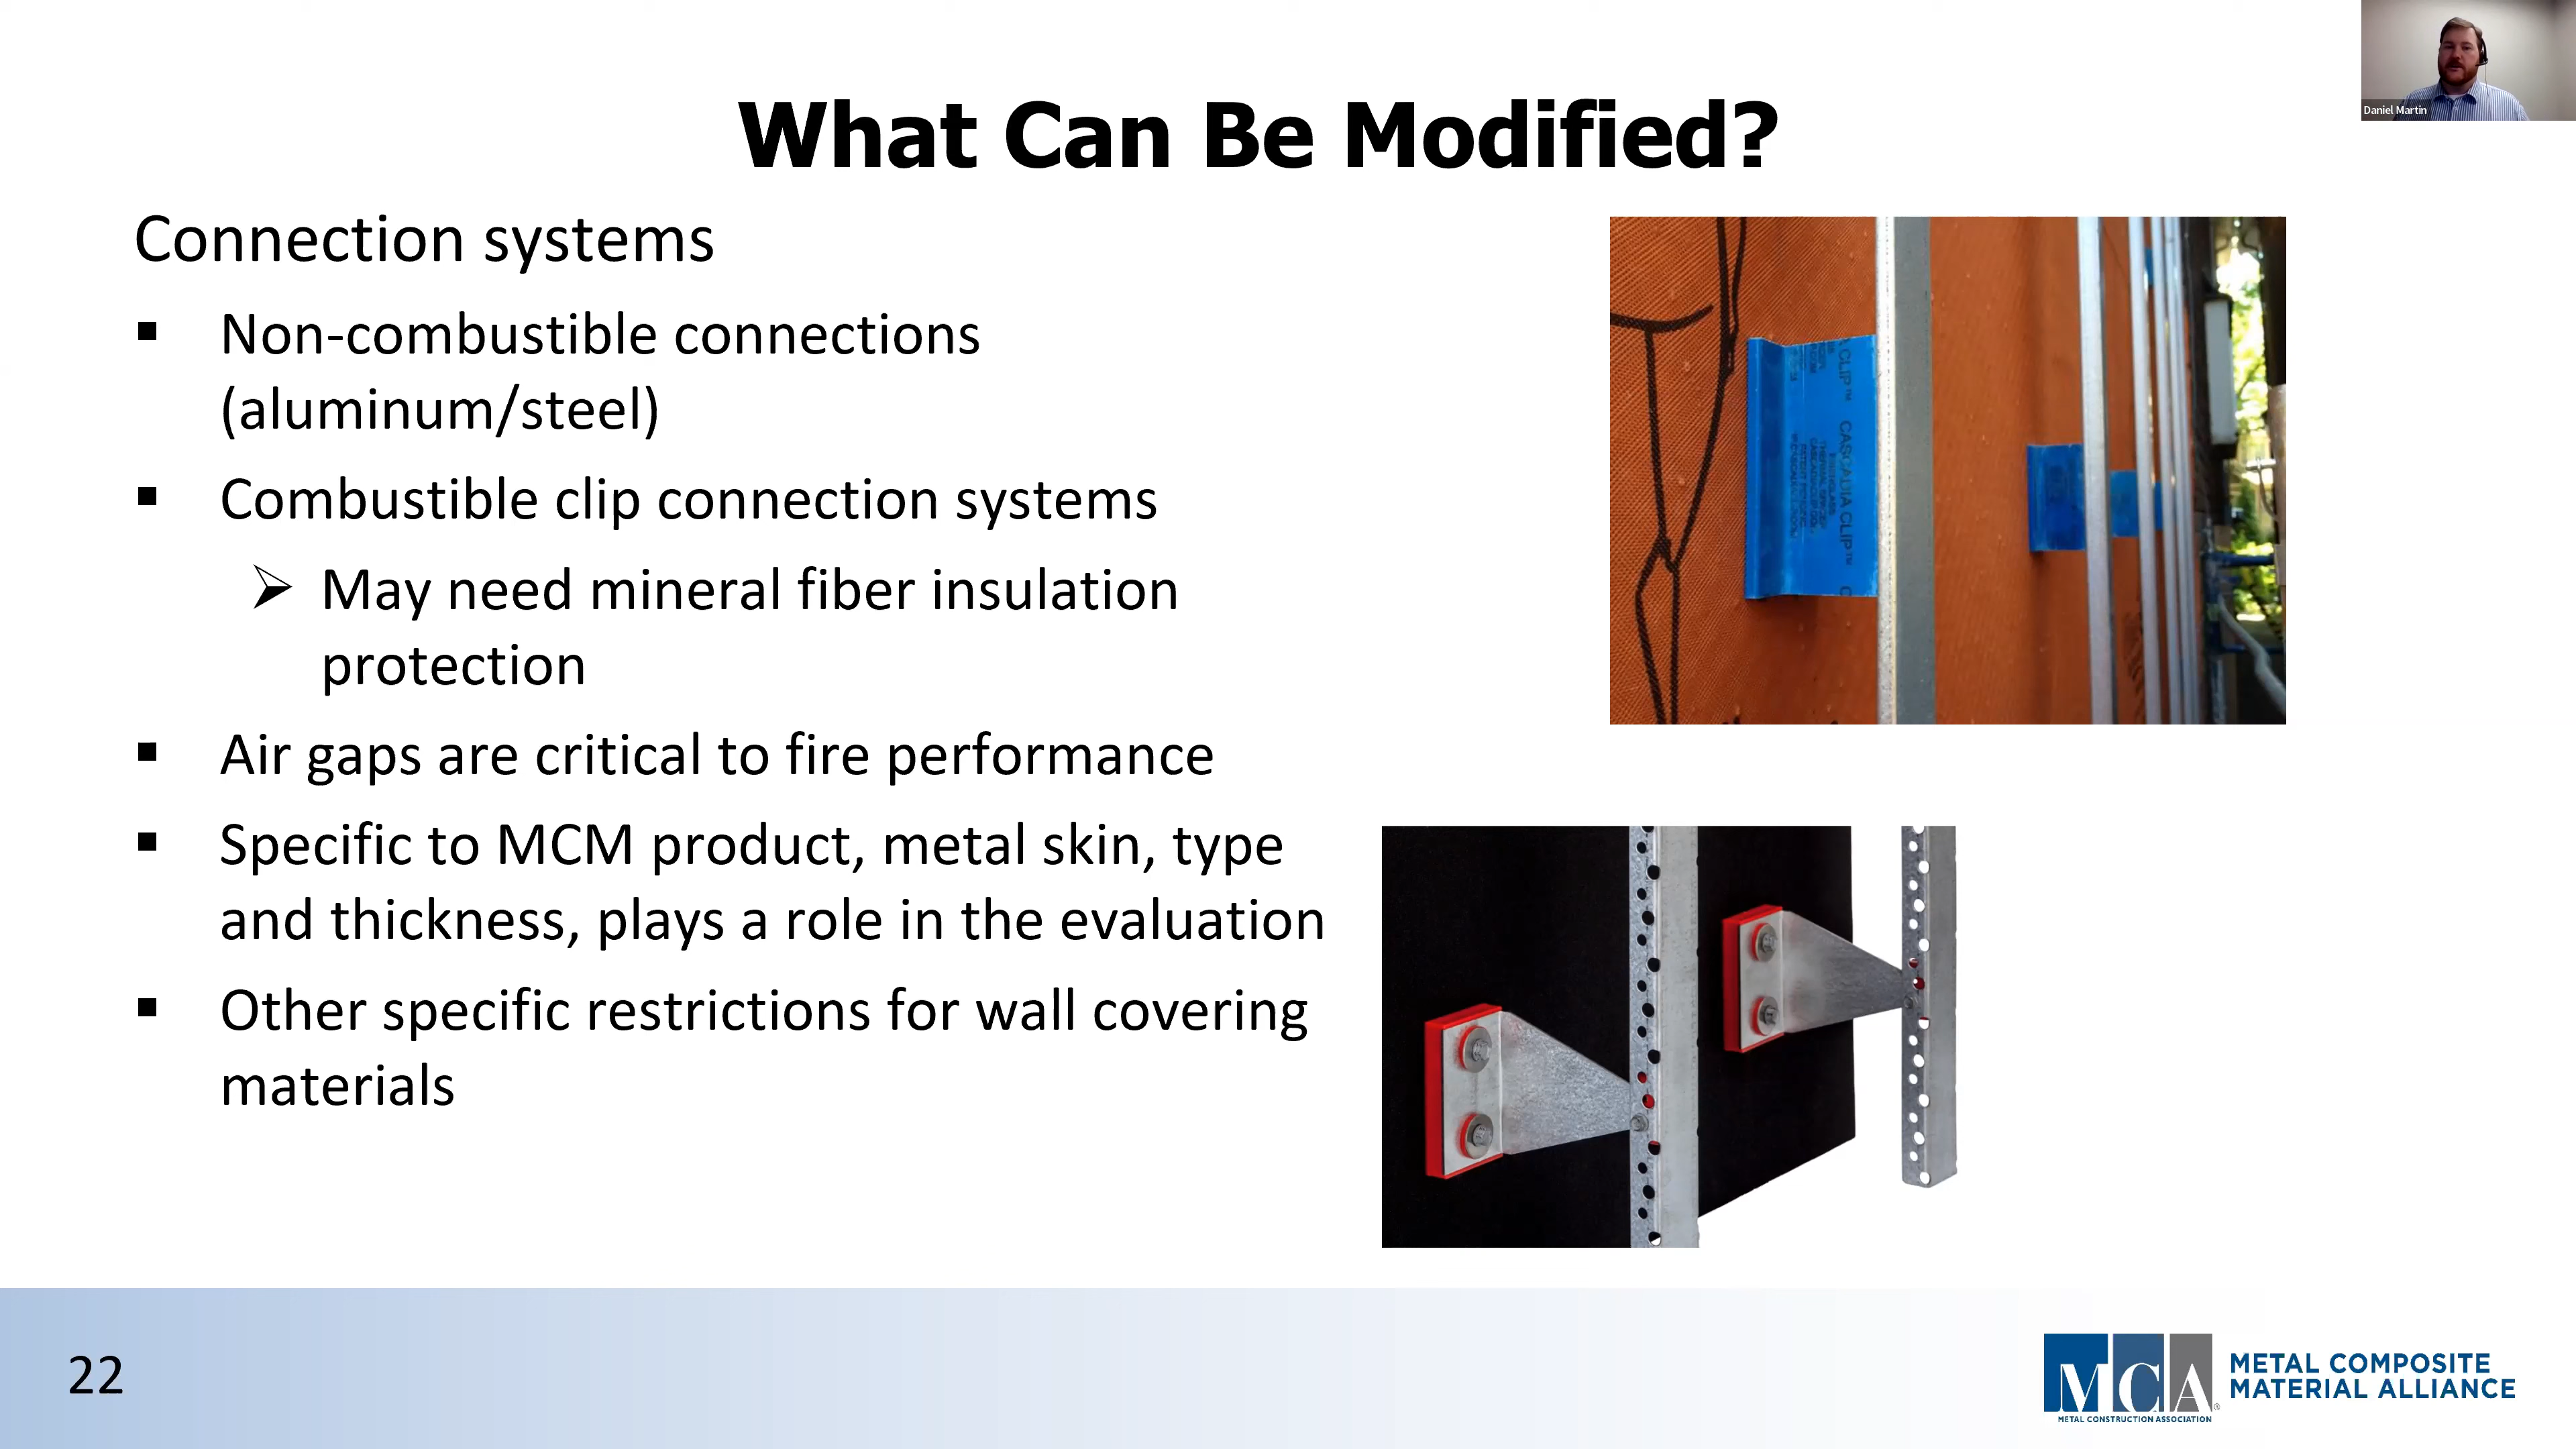 Daniel Martin
What Can Be Modified?
Connection systems
▪ Non-combustible connections
(aluminum/steel)
▪ Combustible clip connection systems
➢ May need mineral fiber insulation
protection
▪ Air gaps are critical to fire performance
▪ Specific to MCM product, metal skin, type
and thickness, plays a role in the evaluation
▪ Other specific restrictions for wall covering
materials
CLIP™ CASCADIA CLIP™
22
MCA®
METAL CONSTRUCTION ASSOCIATION
METAL COMPOSITE
MATERIAL ALLIANCE